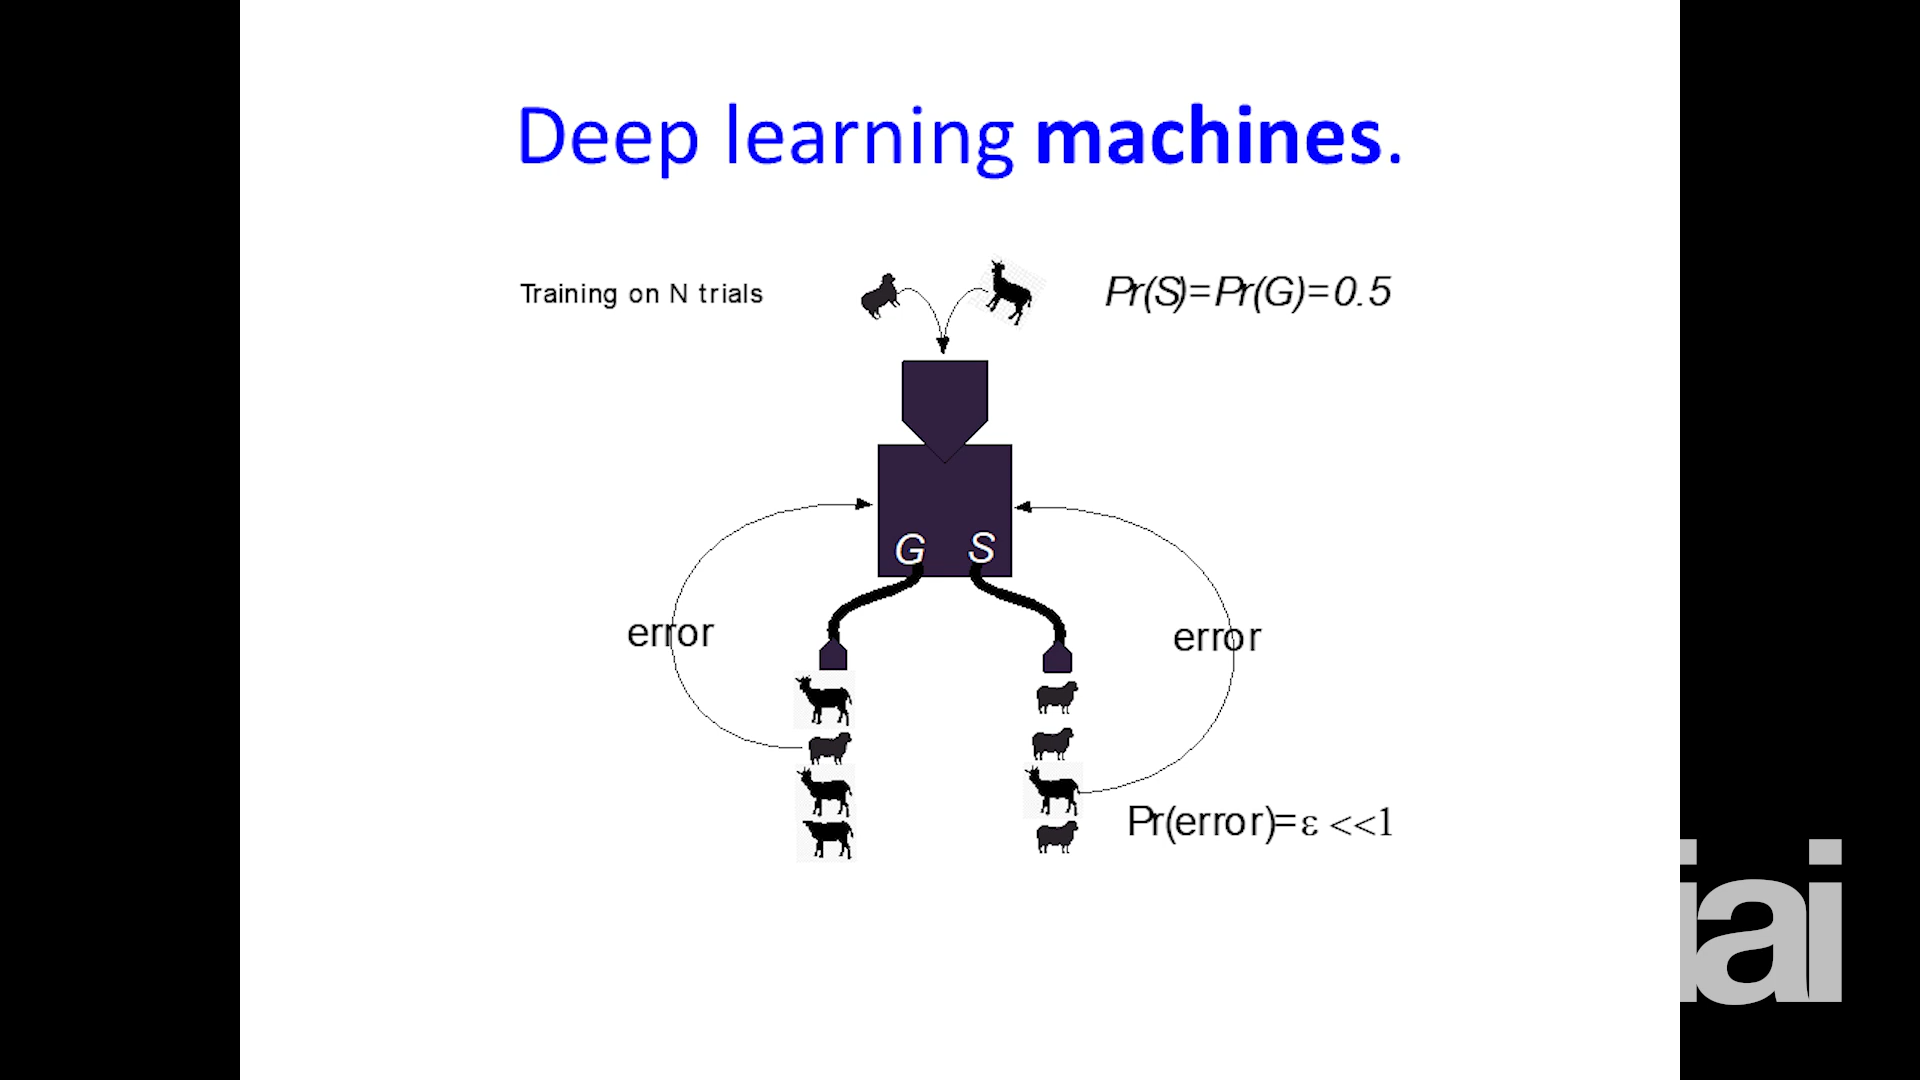 Deep learning machines.
Training on N trials
Pr(S)=Pr(G)=0.5
G S
error
error
Pr(error)=ε <<1
iai